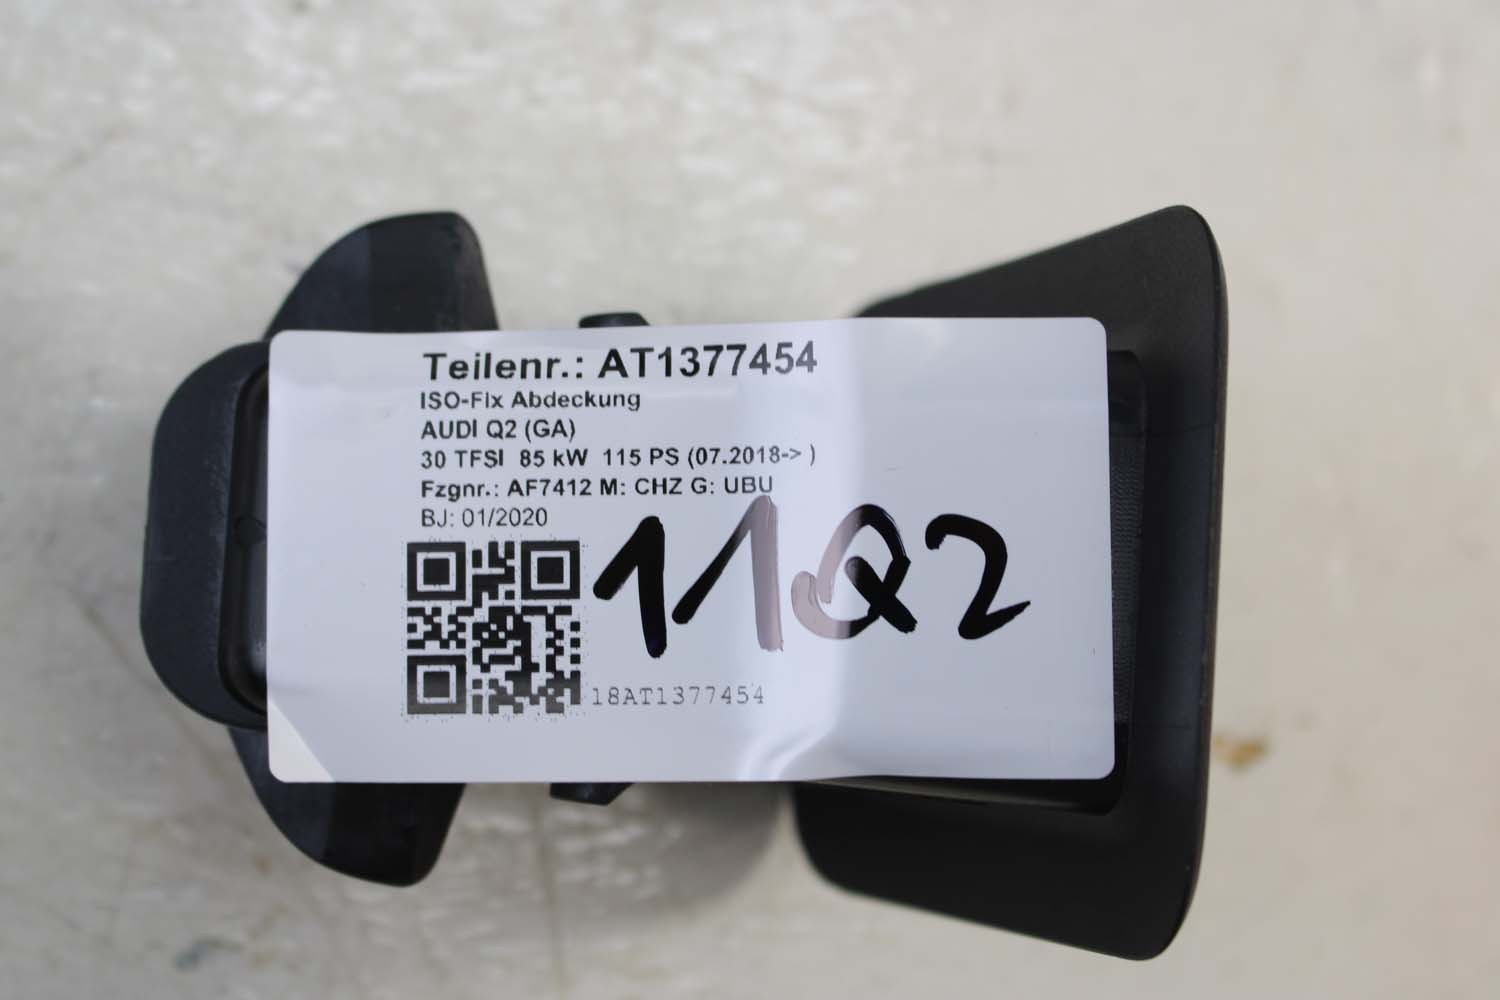 Teilenr.: AT1377454
ISO-Fix Abdeckung
AUDI Q2 (GA)
30 TFSI 85 kW 115 PS (07.2018-> )
Fzgnr.: AF7412 M: CHZ G: UBU
BJ: 01/2020
11Q2
18AT1377454